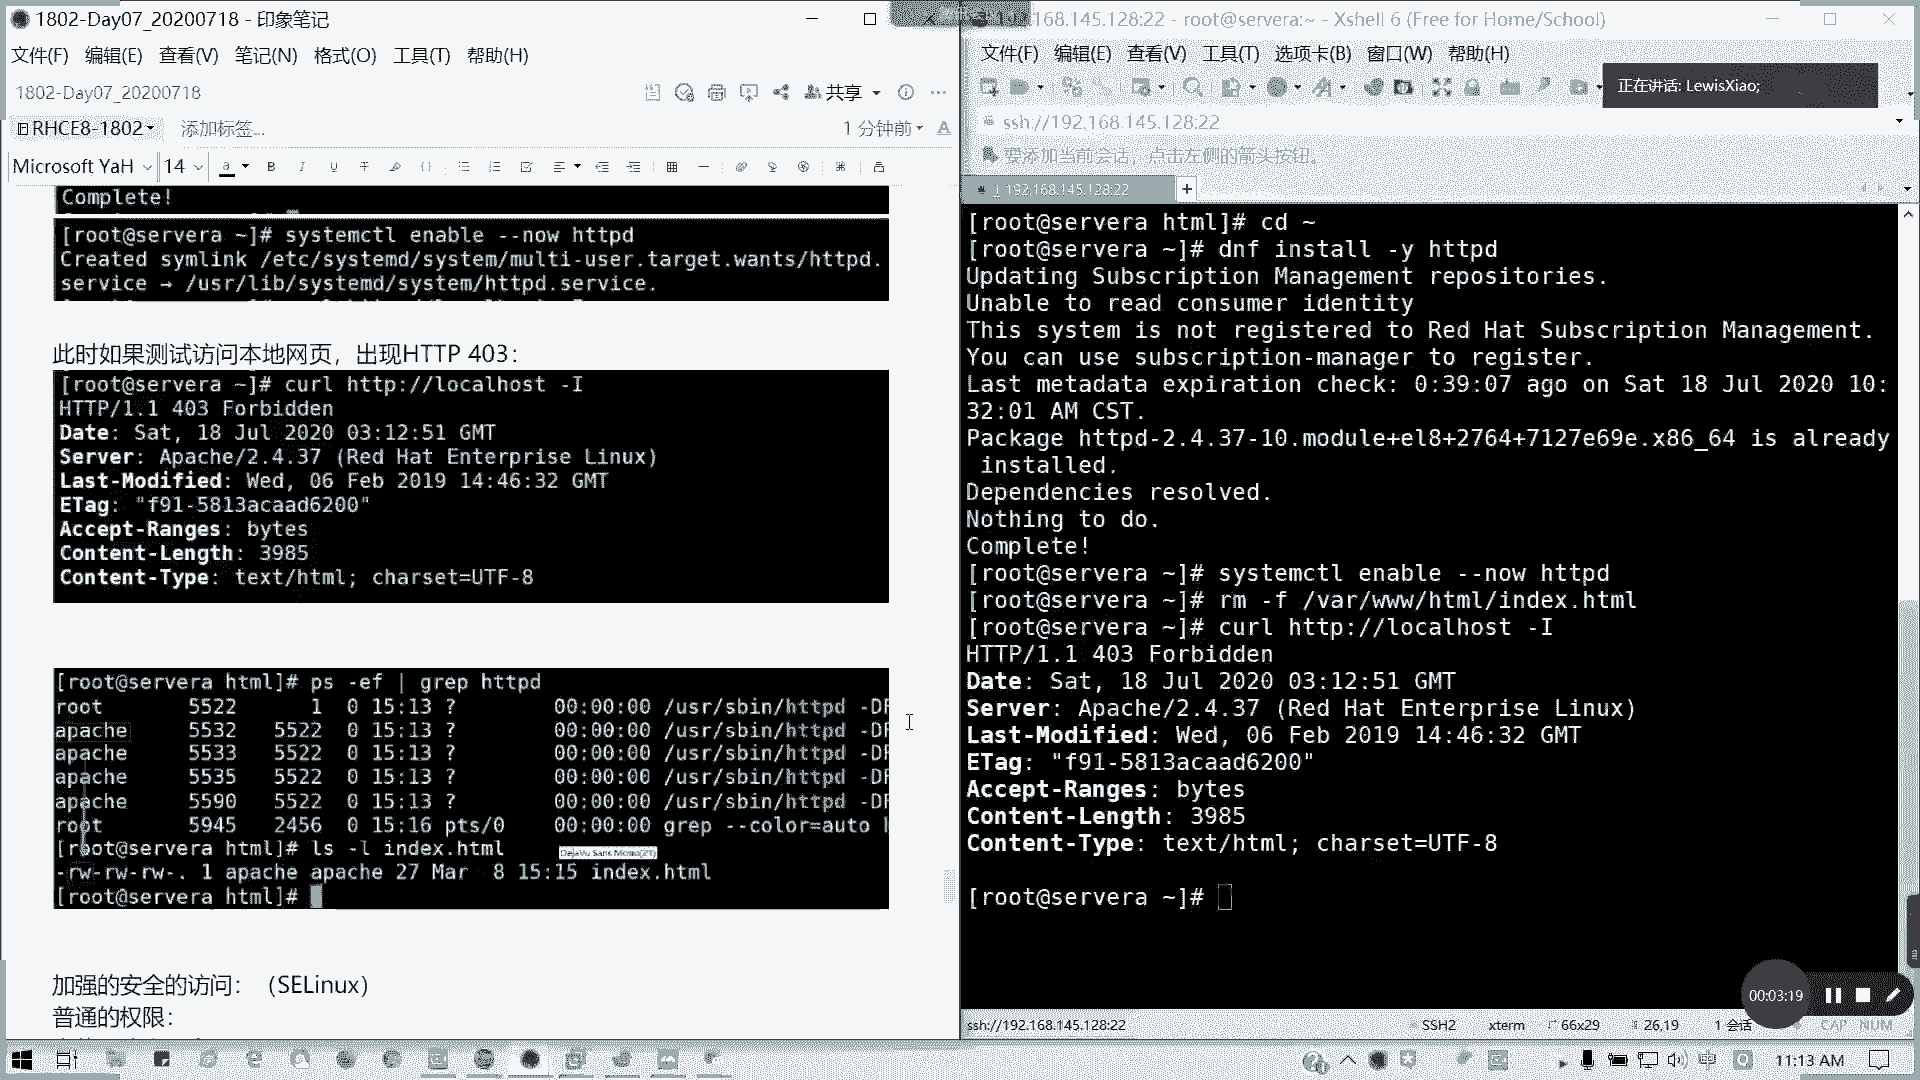 1802-Day07_20200718 - 印象笔记
文件(F) 编辑(E) 查看(V) 笔记(N) 格式(O) 工具(T) 帮助(H)
1802-Day07_20200718
共享
RHCE8-1802
添加标签...
1 分钟前
Microsoft YaH 14
Complete!
[root@servera ~]# systemctl enable --now httpd
Created symlink /etc/systemd/system/multi-user.target.wants/httpd.
service → /usr/lib/systemd/system/httpd.service.
此时如果测试访问本地网页，出现HTTP 403：
[root@servera ~]# curl http://localhost -I
HTTP/1.1 403 Forbidden
Date: Sat, 18 Jul 2020 03:12:51 GMT
Server: Apache/2.4.37 (Red Hat Enterprise Linux)
Last-Modified: Wed, 06 Feb 2019 14:46:32 GMT
ETag: "f91-5813acaad6200"
Accept-Ranges: bytes
Content-Length: 3985
Content-Type: text/html; charset=UTF-8
[root@servera html]# ps -ef | grep httpd
root 5522 1 0 15:13 ? 00:00:00 /usr/sbin/httpd -DF
apache 5532 5522 0 15:13 ? 00:00:00 /usr/sbin/httpd -DF
apache 5533 5522 0 15:13 ? 00:00:00 /usr/sbin/httpd -DF
apache 5535 5522 0 15:13 ? 00:00:00 /usr/sbin/httpd -DF
apache 5590 5522 0 15:13 ? 00:00:00 /usr/sbin/httpd -DF
root 5945 2456 0 15:16 pts/0 00:00:00 grep --color=auto
[root@servera html]# ls -l index.html
-rw-rw-rw-. 1 apache apache 27 Mar 8 15:15 index.html
[root@servera html]#
加强的安全的访问：（SELinux）
普通的权限：
192.168.145.128:22 - root@servera:~ - Xshell 6 (Free for Home/School)
文件(F) 编辑(E) 查看(V) 工具(T) 选项卡(B) 窗口(W) 帮助(H)
正在讲话: LewisXiao;
ssh://192.168.145.128:22
要添加当前会话，点击左侧的箭头按钮。
1 192.168.145.128:22
[root@servera html]# cd ~
[root@servera ~]# dnf install -y httpd
Updating Subscription Management repositories.
Unable to read consumer identity
This system is not registered to Red Hat Subscription Management.
You can use subscription-manager to register.
Last metadata expiration check: 0:39:07 ago on Sat 18 Jul 2020 10:
32:01 AM CST.
Package httpd-2.4.37-10.module+el8+2764+7127e69e.x86_64 is already
installed.
Dependencies resolved.
Nothing to do.
Complete!
[root@servera ~]# systemctl enable --now httpd
[root@servera ~]# rm -f /var/www/html/index.html
[root@servera ~]# curl http://localhost -I
HTTP/1.1 403 Forbidden
Date: Sat, 18 Jul 2020 03:12:51 GMT
Server: Apache/2.4.37 (Red Hat Enterprise Linux)
Last-Modified: Wed, 06 Feb 2019 14:46:32 GMT
ETag: "f91-5813acaad6200"
Accept-Ranges: bytes
Content-Length: 3985
Content-Type: text/html; charset=UTF-8
[root@servera ~]#
00:03:19
ssh://192.168.145.128:22 SSH2 xterm 66x29 26,19 1 会话 CAP NUM
11:13 AM